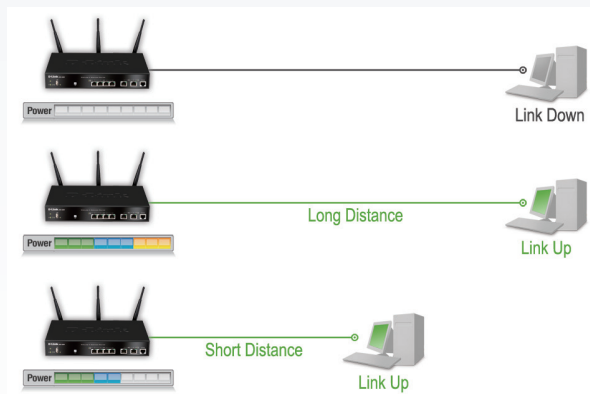 Power
Link Down
Long Distance
Power
Link Up
Short Distance
Power
Link Up